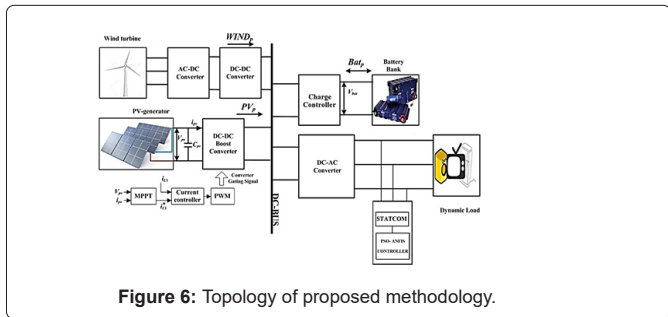 Wind turbine
WIND_p
AC-DC
Converter
DC-DC
Converter
PV-generator
PV_p
i_pv
V_pv
C_pv
DC-DC
Boost
Converter
Converter
Gating Signal
V_pv
I_pv
MPPT
i_L1
i*_L1
Current
controller
PWM
DC-BUS
Charge
Controller
Bat_p
V_bat
Battery
Bank
DC-AC
Converter
STATCOM
PSO-ANFIS
CONTROLLER
Dynamic Load
Figure 6: Topology of proposed methodology.